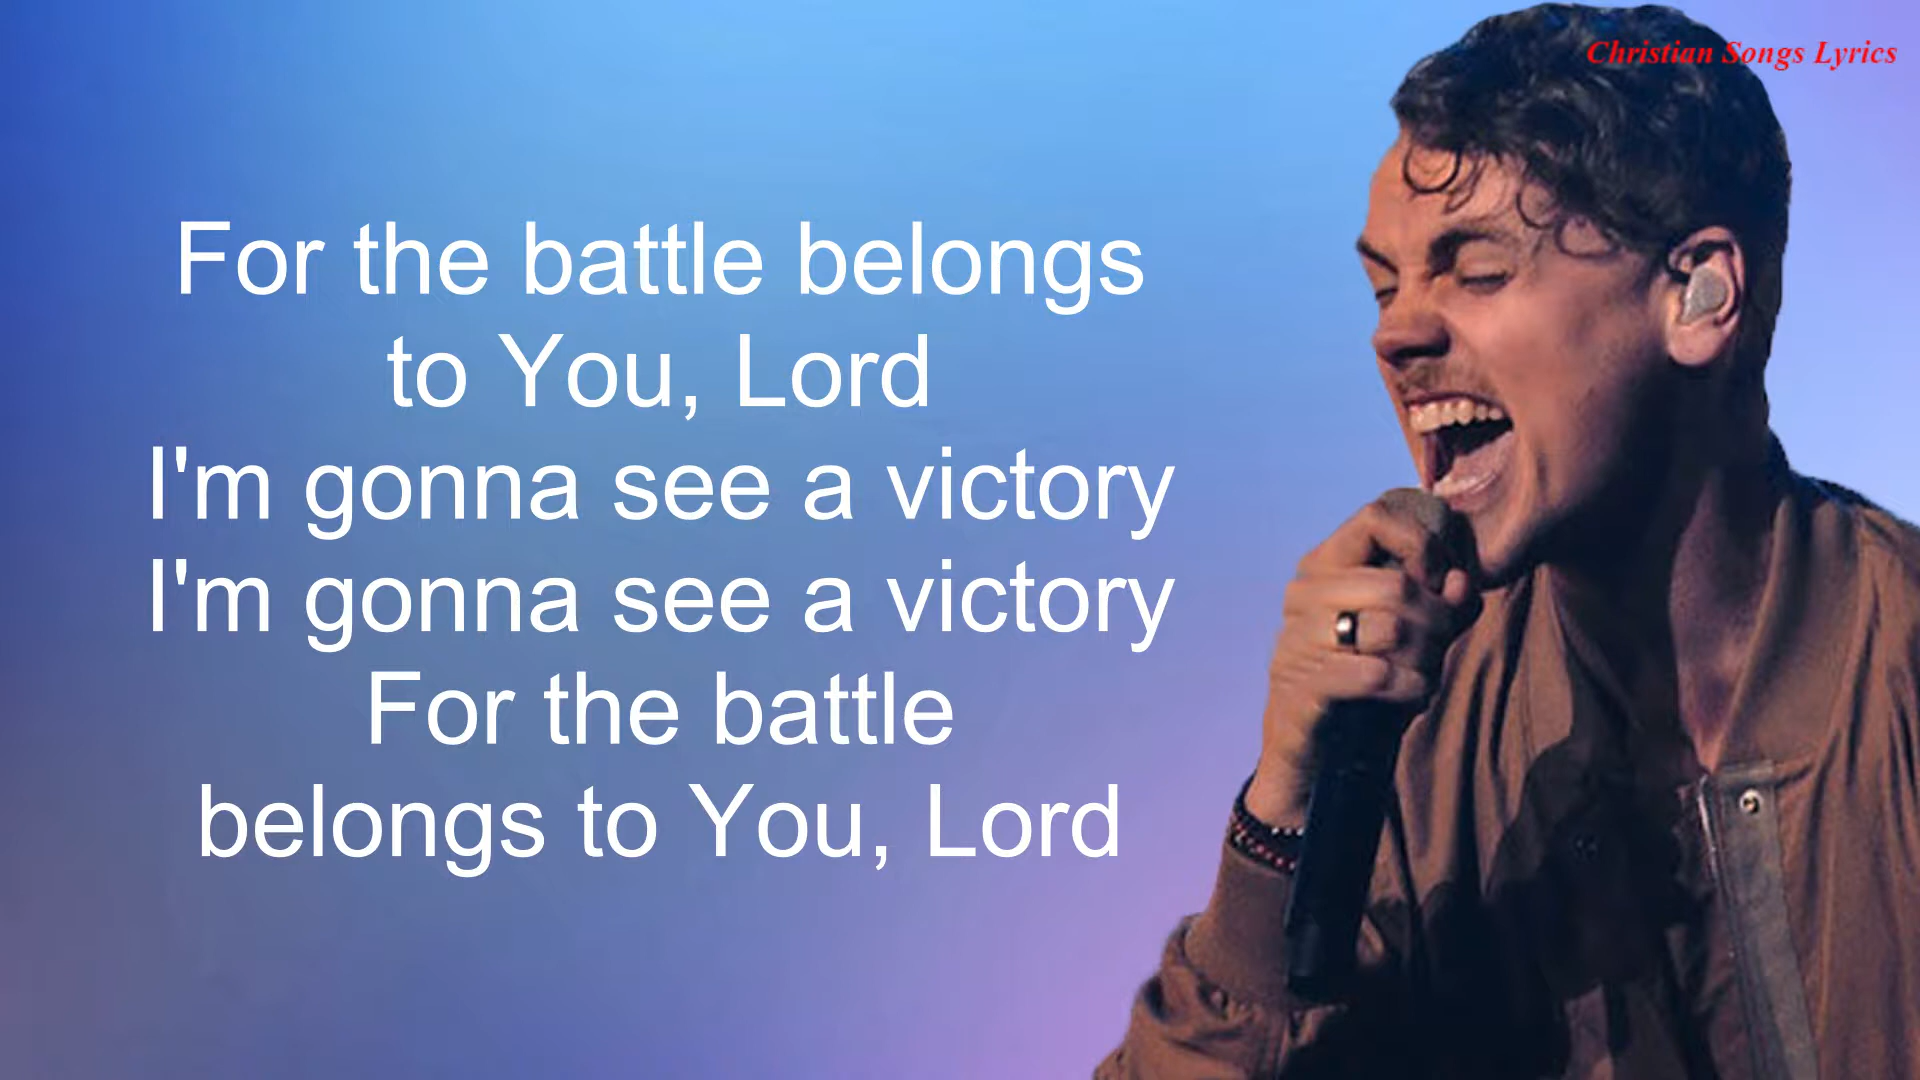 Christian Songs Lyrics
For the battle belongs
to You, Lord
I'm gonna see a victory
I'm gonna see a victory
For the battle
belongs to You, Lord